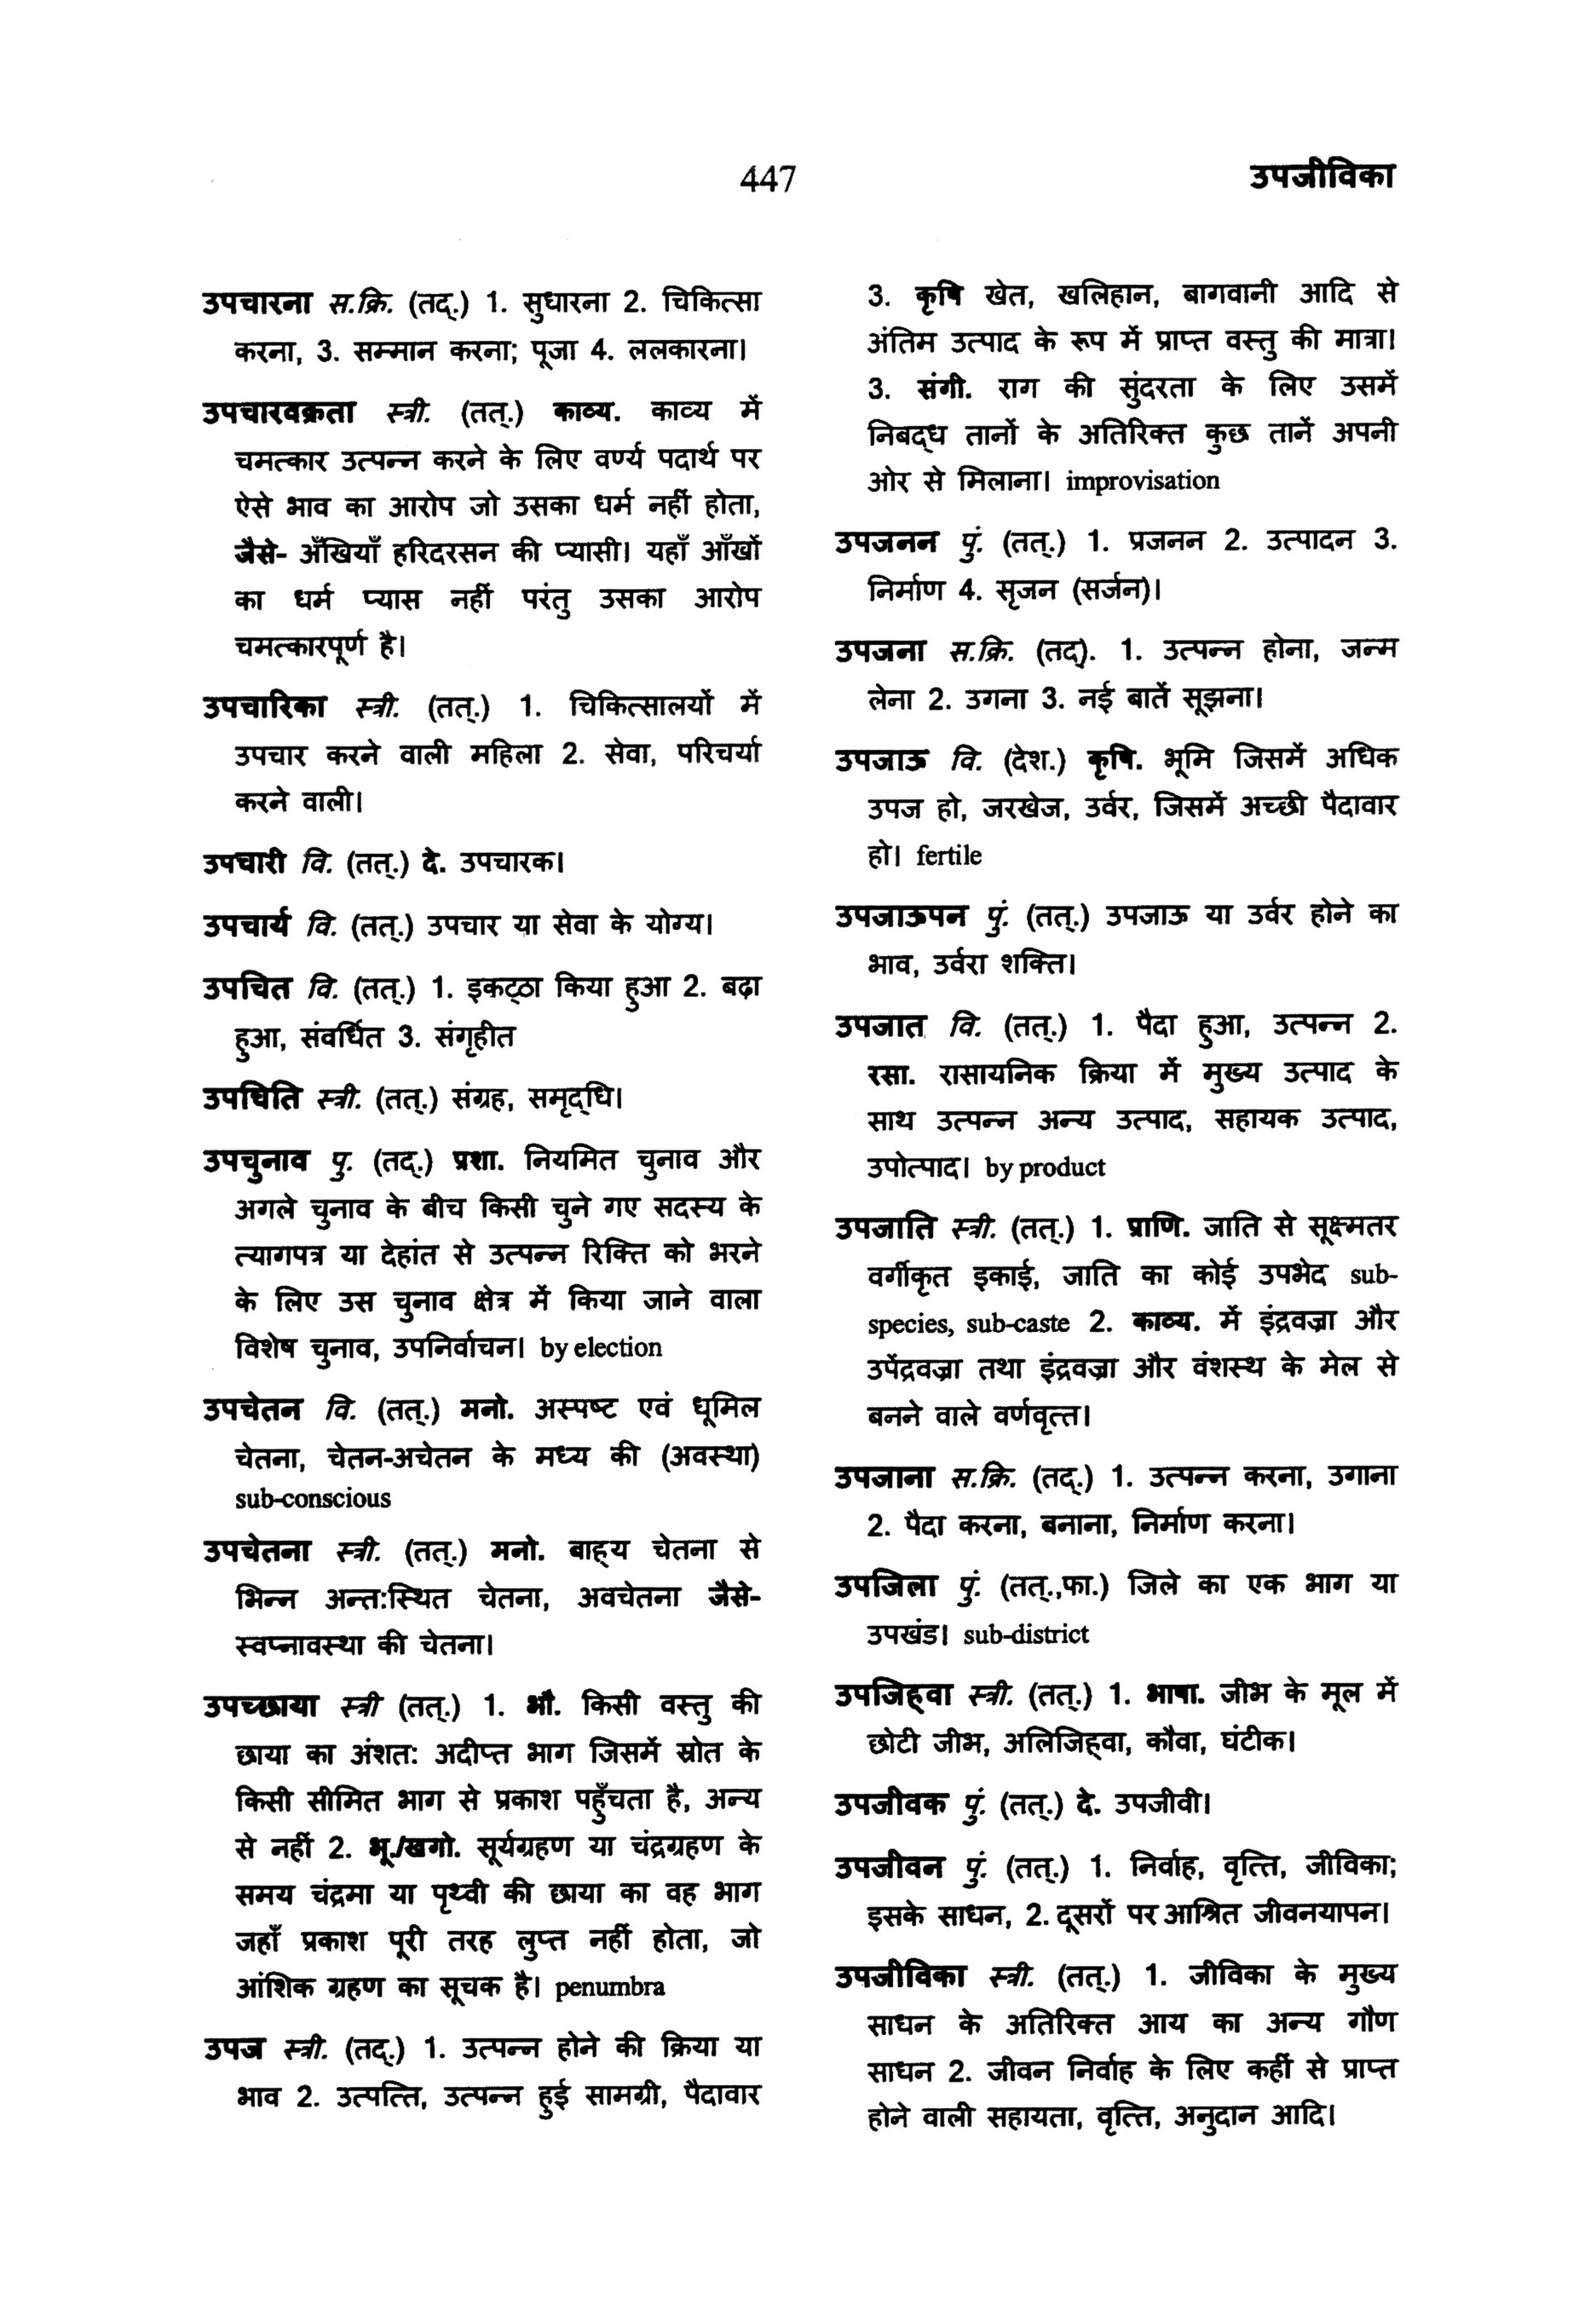 447
उपजीविका
उपचारना स.क्रि. (तद्.) 1. सुधारना 2. चिकित्सा
करना, 3. सम्मान करना; पूजा 4. ललकारना।
उपचारवक्रता स्त्री. (तत्.) काव्य. काव्य में
चमत्कार उत्पन्न करने के लिए वर्ण्य पदार्थ पर
ऐसे भाव का आरोप जो उसका धर्म नहीं होता,
जैसे- अँखियाँ हरिदरसन की प्यासी। यहाँ आँखों
का धर्म प्यास नहीं परंतु उसका आरोप
चमत्कारपूर्ण है।
उपचारिका स्त्री. (तत्.) 1. चिकित्सालयों में
उपचार करने वाली महिला 2. सेवा, परिचर्या
करने वाली।
उपचारी वि. (तत्.) दे. उपचारक।
उपचार्य वि. (तत्.) उपचार या सेवा के योग्य।
उपचित वि. (तत्.) 1. इकट्ठा किया हुआ 2. बढ़ा
हुआ, संवर्धित 3. संगृहीत
उपचिति स्त्री. (तत्.) संग्रह, समृद्धि।
उपचुनाव पु. (तद्.) प्रशा. नियमित चुनाव और
अगले चुनाव के बीच किसी चुने गए सदस्य के
त्यागपत्र या देहांत से उत्पन्न रिक्ति को भरने
के लिए उस चुनाव क्षेत्र में किया जाने वाला
विशेष चुनाव, उपनिर्वाचन। by election
उपचेतन वि. (तत्.) मनो. अस्पष्ट एवं धूमिल
चेतना, चेतन-अचेतन के मध्य की (अवस्था)
sub-conscious
उपचेतना स्त्री. (तत्.) मनो. बाह्य चेतना से
भिन्न अन्त:स्थित चेतना, अवचेतना जैसे-
स्वप्नावस्था की चेतना।
उपच्छाया स्त्री (तत्.) 1. भौ. किसी वस्तु की
छाया का अंशत: अदीप्त भाग जिसमें स्रोत के
किसी सीमित भाग से प्रकाश पहुँचता है, अन्य
से नहीं 2. भू./खगो. सूर्यग्रहण या चंद्रग्रहण के
समय चंद्रमा या पृथ्वी की छाया का वह भाग
जहाँ प्रकाश पूरी तरह लुप्त नहीं होता, जो
आंशिक ग्रहण का सूचक है। penumbra
उपज स्त्री. (तद्.) 1. उत्पन्न होने की क्रिया या
भाव 2. उत्पत्ति, उत्पन्न हुई सामग्री, पैदावार
3. कृषि खेत, खलिहान, बागवानी आदि से
अंतिम उत्पाद के रूप में प्राप्त वस्तु की मात्रा।
3. संगी. राग की सुंदरता के लिए उसमें
निबद्ध तानों के अतिरिक्त कुछ तानें अपनी
ओर से मिलाना। improvisation
उपजनन पुं. (तत्.) 1. प्रजनन 2. उत्पादन 3.
निर्माण 4. सृजन (सर्जन)।
उपजना स.क्रि. (तद्). 1. उत्पन्न होना, जन्म
लेना 2. उगना 3. नई बातें सूझना।
उपजाऊ वि. (देश.) कृषि. भूमि जिसमें अधिक
उपज हो, जरखेज, उर्वर, जिसमें अच्छी पैदावार
हो। fertile
उपजाऊपन पुं. (तत्.) उपजाऊ या उर्वर होने का
भाव, उर्वरा शक्ति।
उपजात वि. (तत्.) 1. पैदा हुआ, उत्पन्न 2.
रसा. रासायनिक क्रिया में मुख्य उत्पाद के
साथ उत्पन्न अन्य उत्पाद, सहायक उत्पाद,
उपोत्पाद। by product
उपजाति स्त्री. (तत्.) 1. प्राणि. जाति से सूक्ष्मतर
वर्गीकृत इकाई, जाति का कोई उपभेद sub-
species, sub-caste 2. काव्य. में इंद्रवज्रा और
उपेंद्रवज्रा तथा इंद्रवज्रा और वंशस्थ के मेल से
बनने वाले वर्णवृत्त।
उपजाना स.क्रि. (तद्.) 1. उत्पन्न करना, उगाना
2. पैदा करना, बनाना, निर्माण करना।
उपजिला पुं. (तत्.,फा.) जिले का एक भाग या
उपखंड। sub-district
उपजिह्वा स्त्री. (तत्.) 1. भाषा. जीभ के मूल में
छोटी जीभ, अलिजिह्वा, कौवा, घंटीक।
उपजीवक पुं. (तत्.) दे. उपजीवी।
उपजीवन पुं. (तत्.) 1. निर्वाह, वृत्ति, जीविका;
इसके साधन, 2. दूसरों पर आश्रित जीवनयापन।
उपजीविका स्त्री. (तत्.) 1. जीविका के मुख्य
साधन के अतिरिक्त आय का अन्य गौण
साधन 2. जीवन निर्वाह के लिए कहीं से प्राप्त
होने वाली सहायता, वृत्ति, अनुदान आदि।